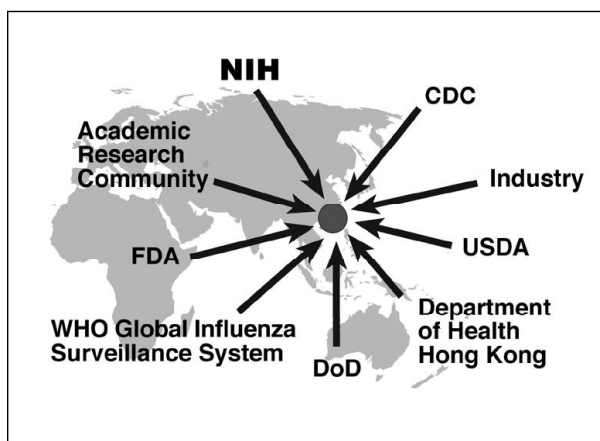 NIH
CDC
Academic
Research
Community
Industry
FDA
USDA
WHO Global Influenza
Surveillance System
DoD
Department
of Health
Hong Kong